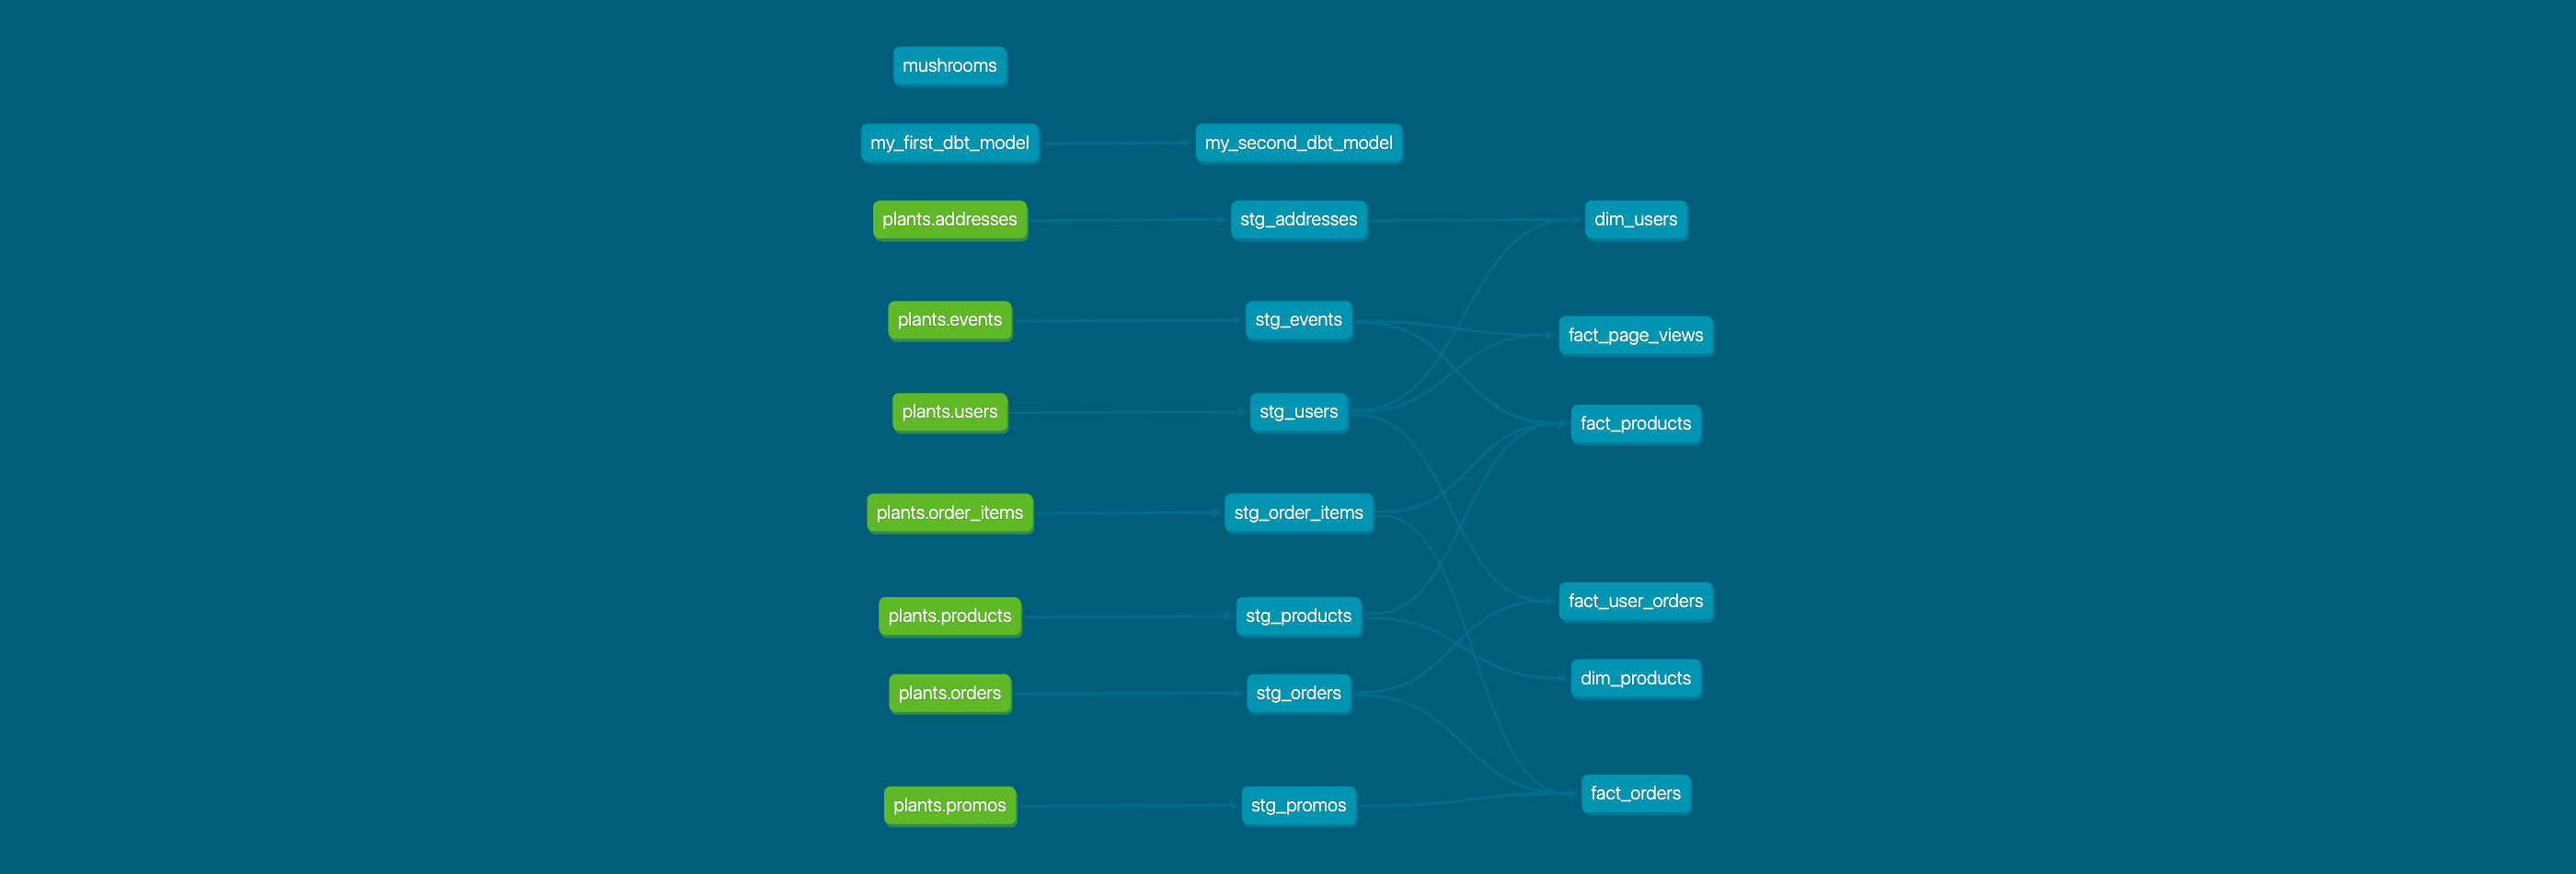 mushrooms
my_first_dbt_model
my_second_dbt_model
plants.addresses
stg_addresses
dim_users
plants.events
stg_events
fact_page_views
plants.users
stg_users
fact_products
plants.order_items
stg_order_items
fact_user_orders
plants.products
stg_products
dim_products
plants.orders
stg_orders
fact_orders
plants.promos
stg_promos